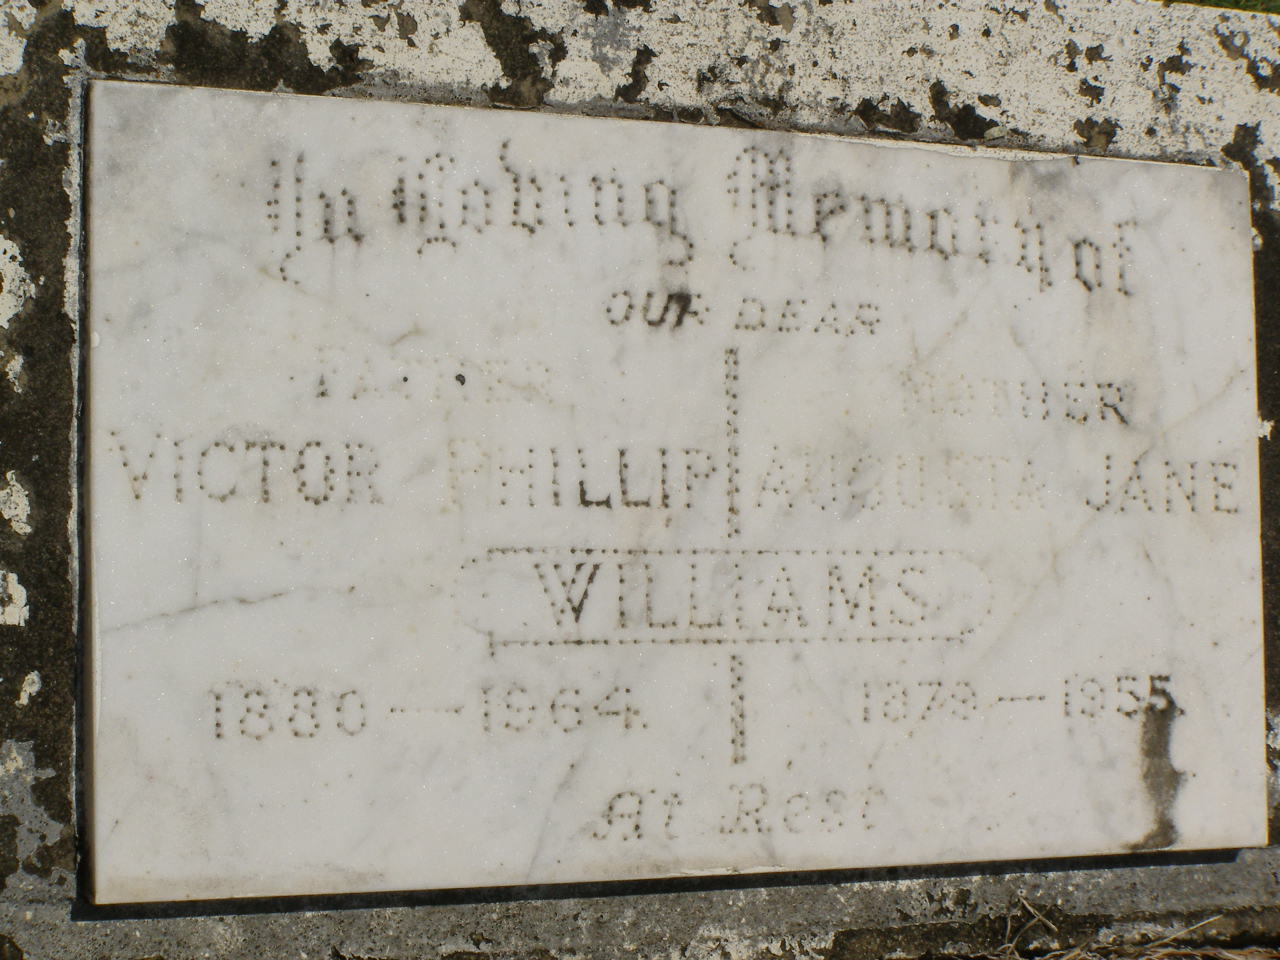 In Loving Memory of
OUR DEAR
FATHER MOTHER
VICTOR PHILLIP AUGUSTA JANE
WILLIAMS
1880 — 1964 1879 — 1955
At Rest